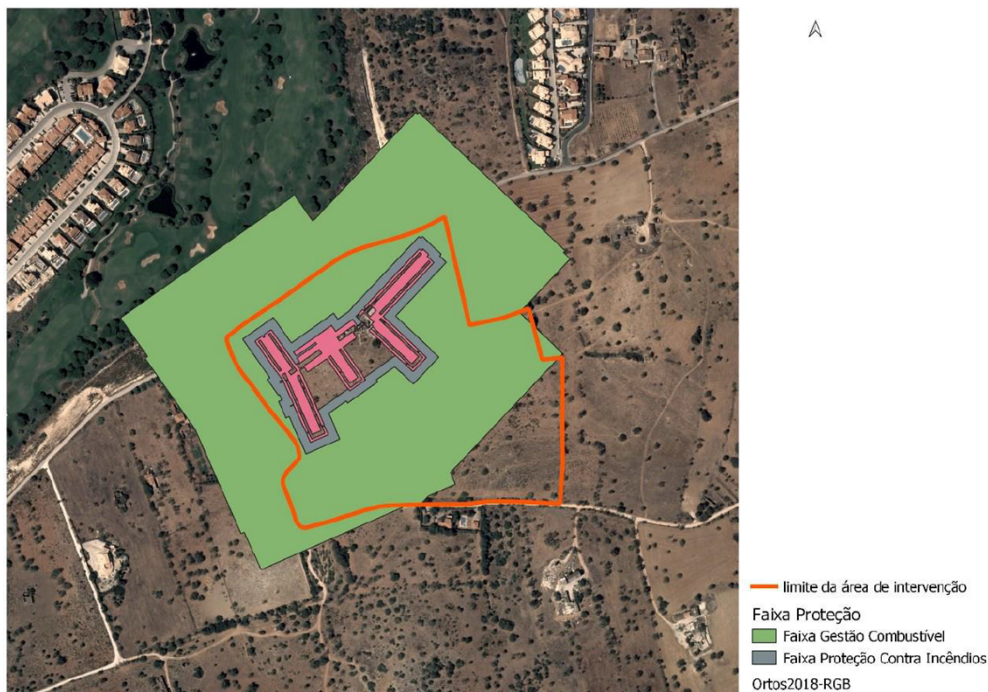 limite da área de intervenção
Faixa Proteção
Faixa Gestão Combustível
Faixa Proteção Contra Incêndios
Ortos2018-RGB